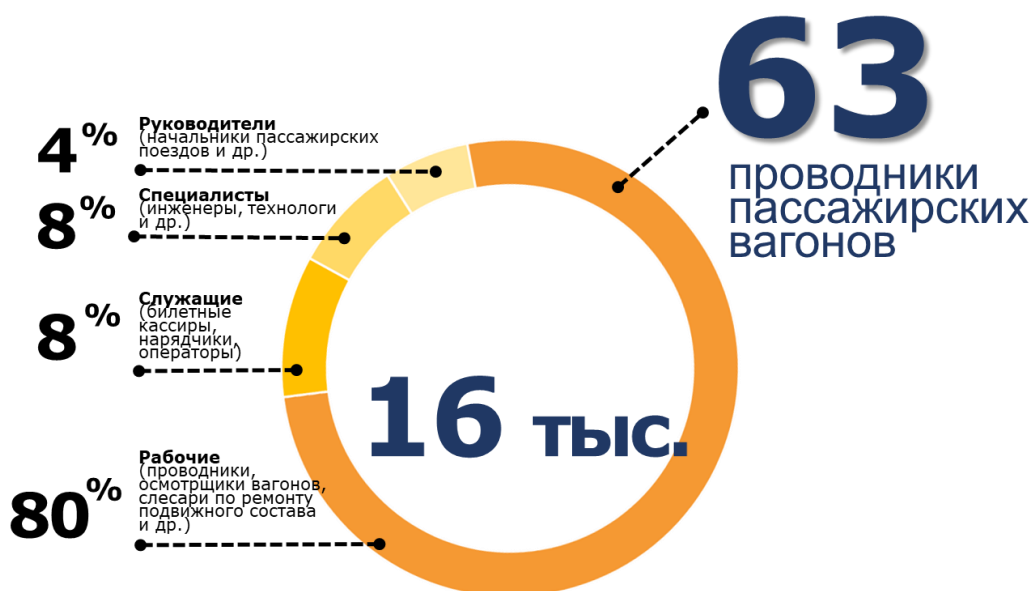 63
проводники
пассажирских
вагонов
4%
Руководители
(начальники пассажирских
поездов и др.)
8%
Специалисты
(инженеры, технологи
и др.)
8%
Служащие
(билетные
кассиры,
нарядчики,
операторы)
16 тыс.
80%
Рабочие
(проводники,
осмотрщики вагонов,
слесари по ремонту
подвижного состава
и др.)